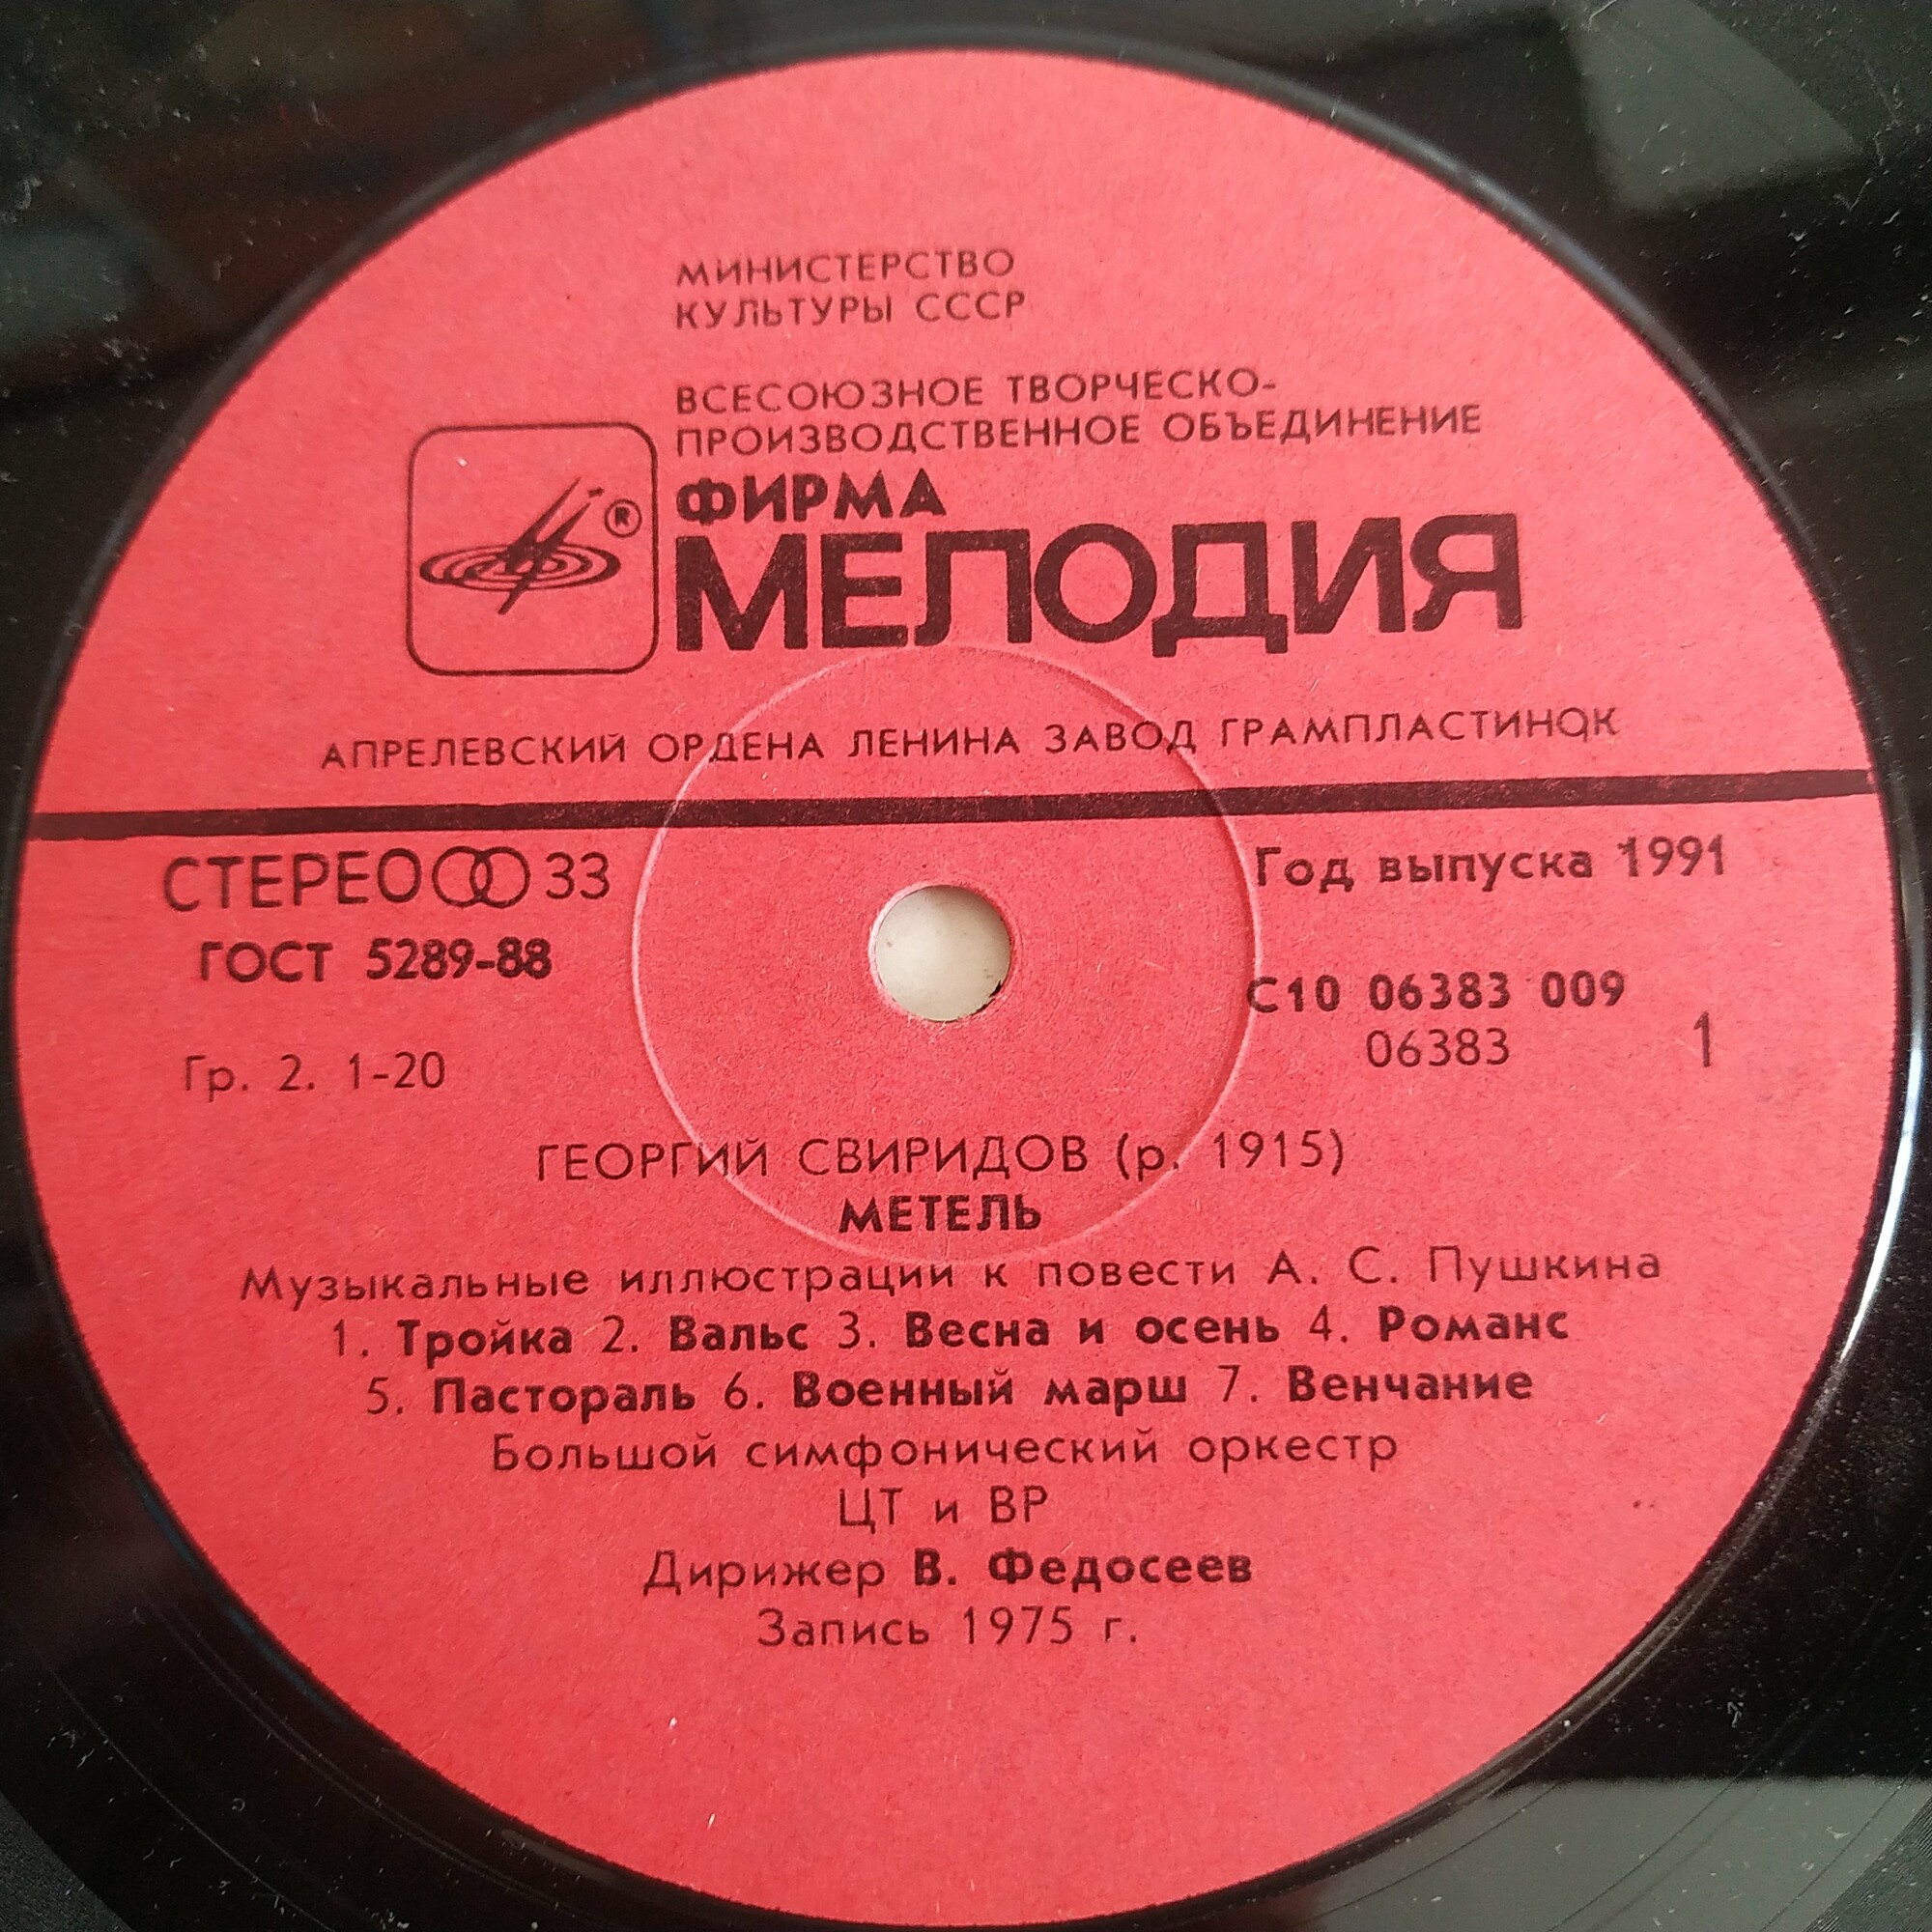 МИНИСТЕРСТВО
КУЛЬТУРЫ СССР
ВСЕСОЮЗНОЕ ТВОРЧЕСКО-
ПРОИЗВОДСТВЕННОЕ ОБЪЕДИНЕНИЕ
®
ФИРМА
МЕЛОДИЯ
АПРЕЛЕВСКИЙ ОРДЕНА ЛЕНИНА ЗАВОД ГРАМПЛАСТИНОК
СТЕРЕО 33
Год выпуска 1991
ГОСТ 5289-88
С10 06383 009
06383
1
Гр. 2. 1-20
ГЕОРГИЙ СВИРИДОВ (р. 1915)
МЕТЕЛЬ
Музыкальные иллюстрации к повести А. С. Пушкина
1. Тройка 2. Вальс 3. Весна и осень 4. Романс
5. Пастораль 6. Военный марш 7. Венчание
Большой симфонический оркестр
ЦТ и ВР
Дирижер В. Федосеев
Запись 1975 г.